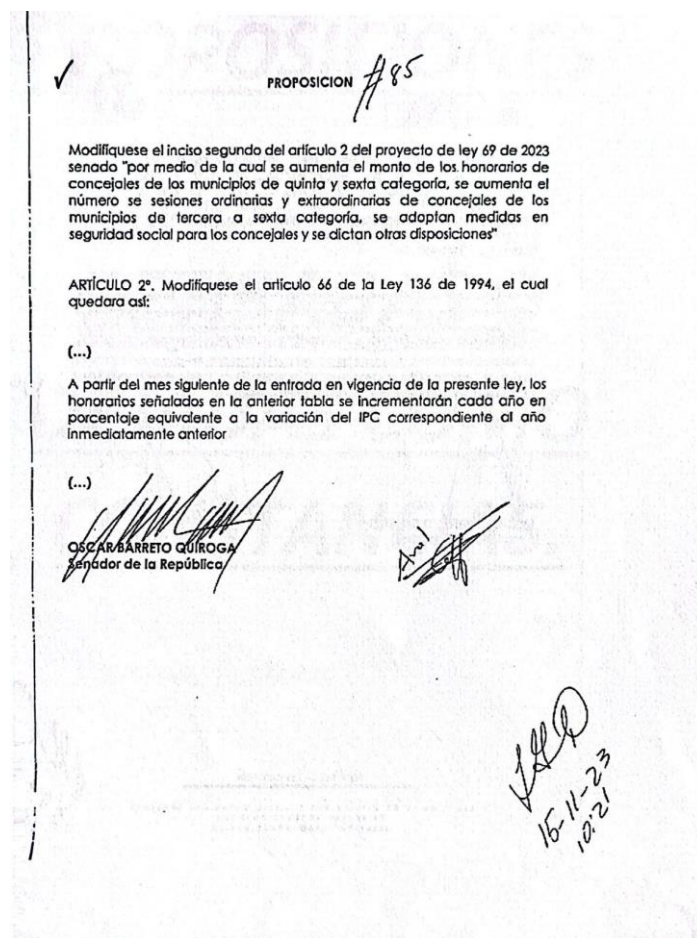 PROPOSICION #85
Modifíquese el inciso segundo del artículo 2 del proyecto de ley 69 de 2023
senado "por medio de la cual se aumenta el monto de los honorarios de
concejales de los municipios de quinta y sexta categoría, se aumenta el
número se sesiones ordinarias y extraordinarias de concejales de los
municipios de tercera a sexta categoría, se adoptan medidas en
seguridad social para los concejales y se dictan otras disposiciones"
ARTÍCULO 2°. Modifíquese el artículo 66 de la Ley 136 de 1994, el cual
quedara así:
(...)
A partir del mes siguiente de la entrada en vigencia de la presente ley, los
honorarios señalados en la anterior tabla se incrementarán cada año en
porcentaje equivalente a la variación del IPC correspondiente al año
inmediatamente anterior
(...)
OSCAR BARRETO QUIROGA
Senador de la República
15-11-23
10:21